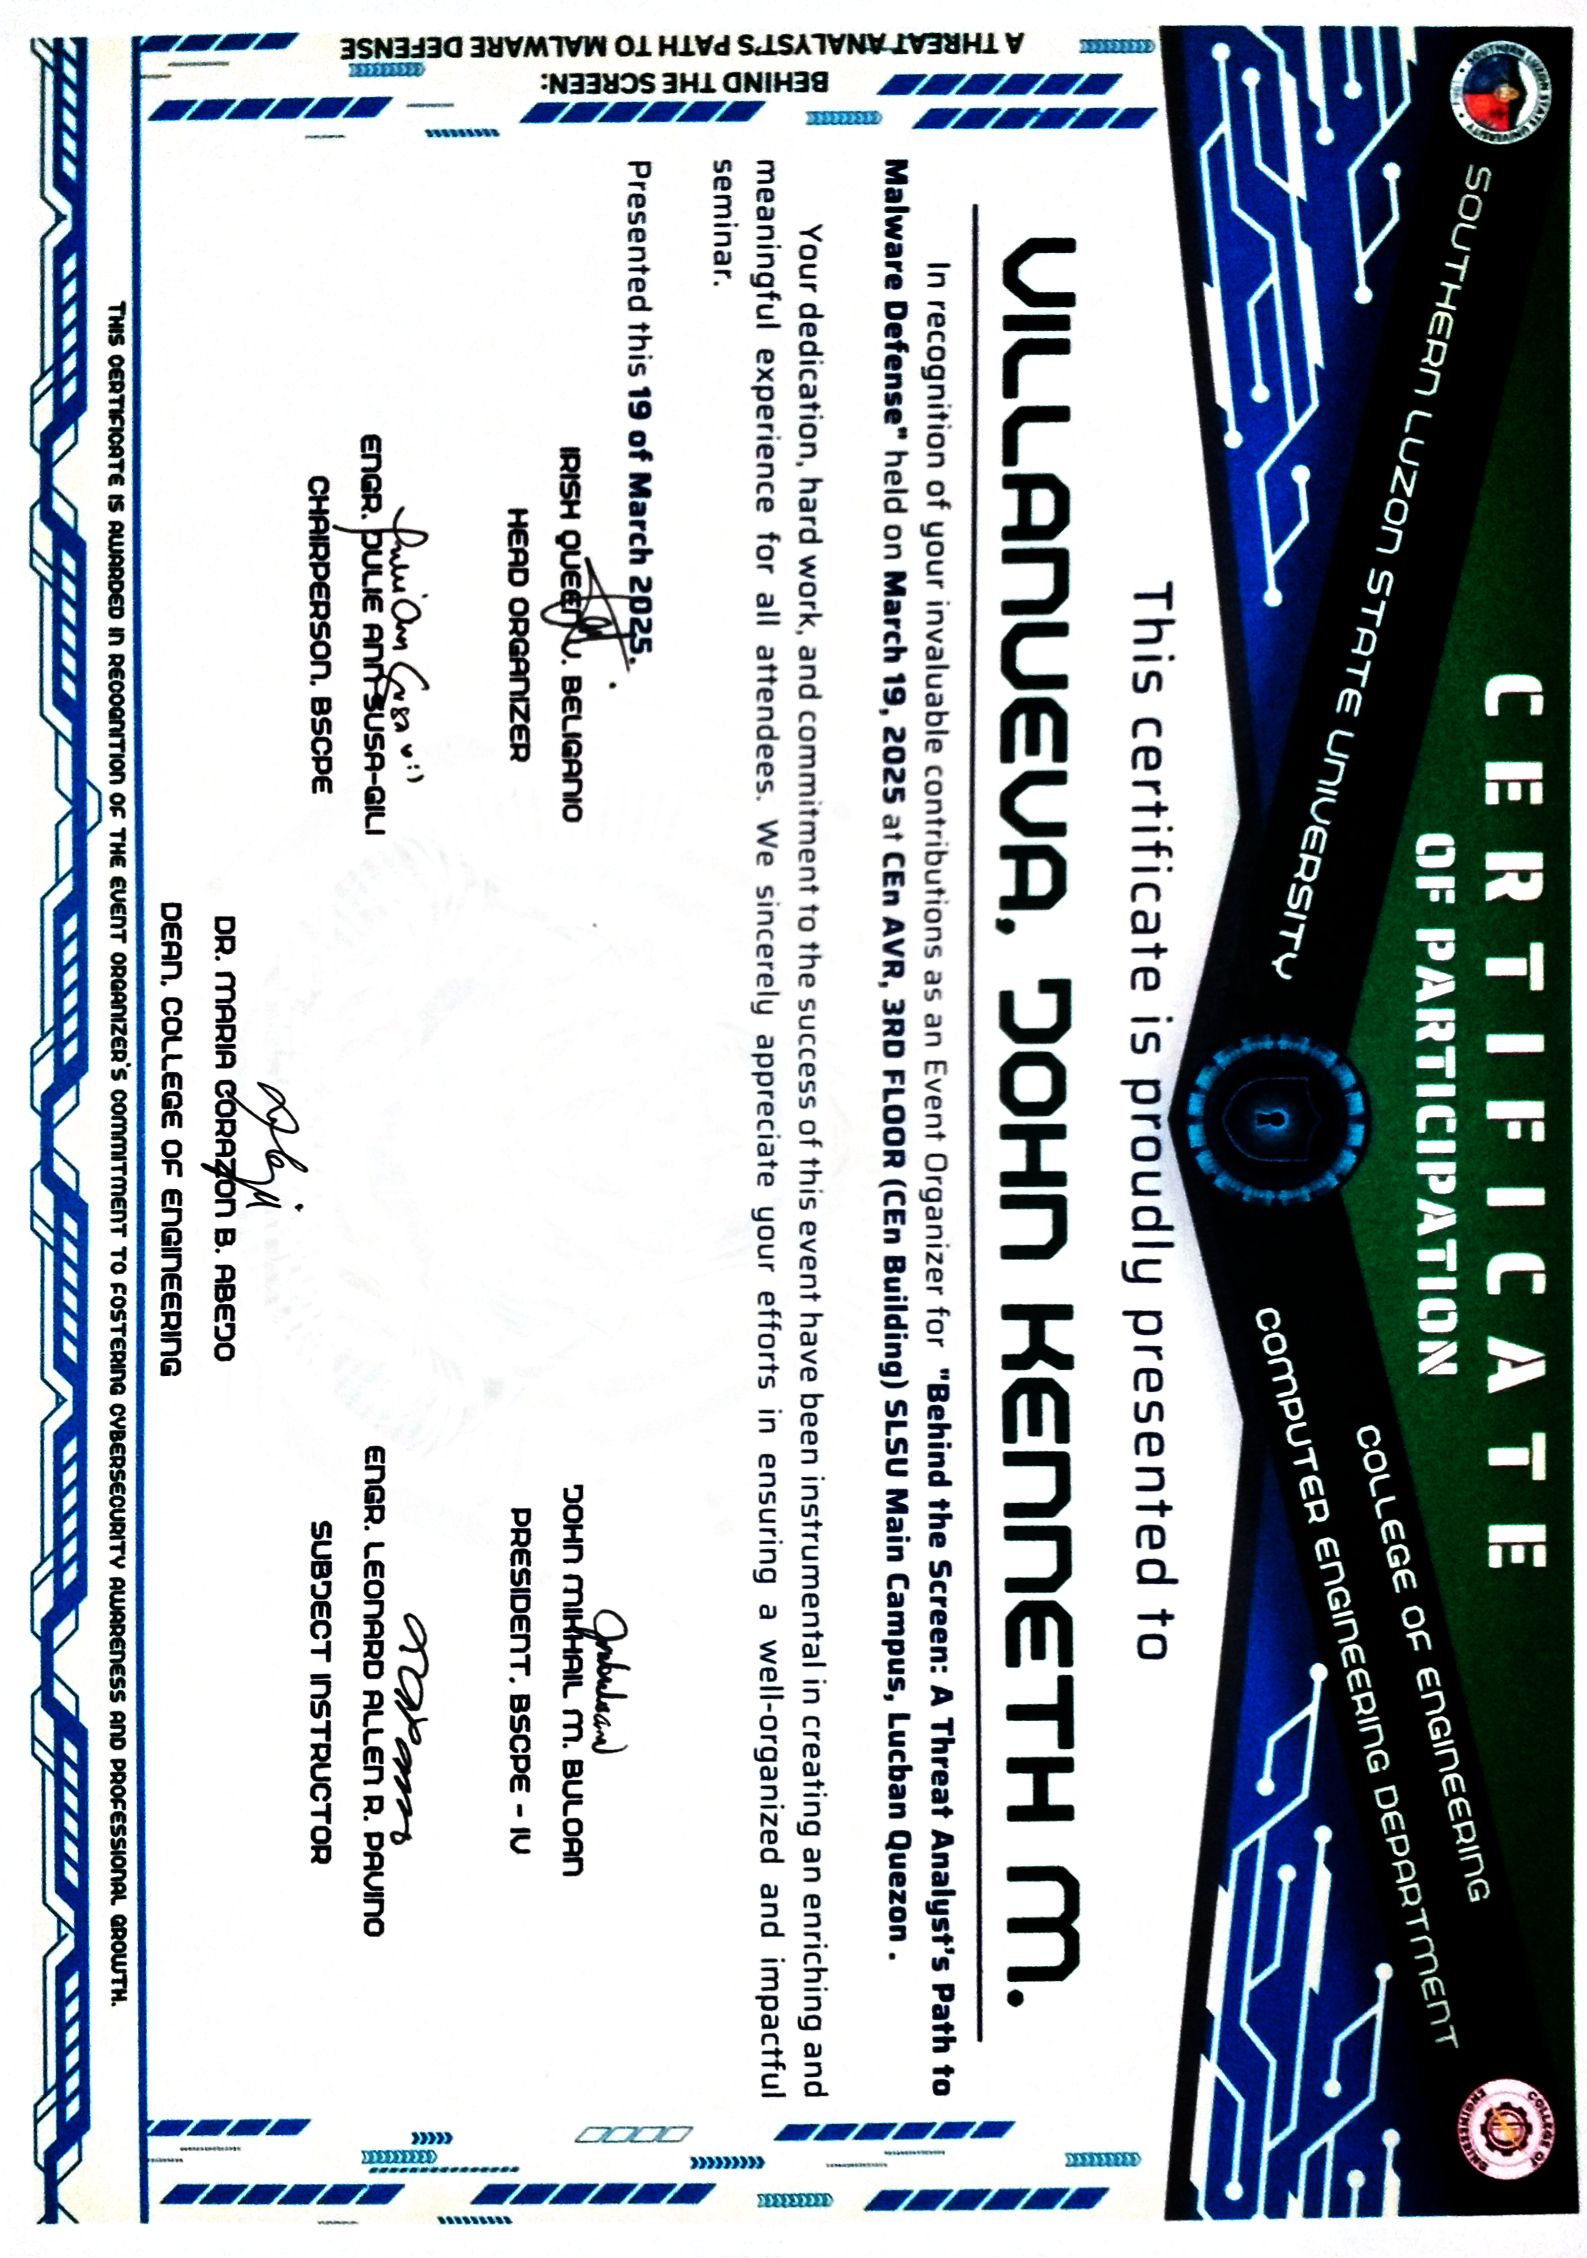 CERTIFICATE
OF PARTICIPATION
SOUTHERN LUZON STATE UNIVERSITY
COLLEGE OF ENGINEERING
COMPUTER ENGINEERING DEPARTMENT
SOUTHERN LUZON STATE UNIVERSITY
COLLEGE OF
ENGINEERING
This certificate is proudly presented to
VILLANUEVA, JOHN KENNETH M.
In recognition of your invaluable contributions as an Event Organizer for "Behind the Screen: A Threat Analyst's Path to
Malware Defense" held on March 19, 2025 at CEn AVR, 3RD FLOOR (CEn Building) SLSU Main Campus, Lucban Quezon .
Your dedication, hard work, and commitment to the success of this event have been instrumental in creating an enriching and
meaningful experience for all attendees. We sincerely appreciate your efforts in ensuring a well-organized and impactful
seminar.
Presented this 19 of March 2025.
IRISH QUEEN V. BELIGANIO
HEAD ORGANIZER
JOHN MIKHAIL M. BULOAN
PRESIDENT, BSCPE - IV
ENGR. JULIE ANN SUSA-GILI
CHAIRPERSON, BSCPE
ENGR. LEONARD ALLEN R. PAVINO
SUBJECT INSTRUCTOR
DR. MARIA CORAZON B. ABEJO
DEAN, COLLEGE OF ENGINEERING
BEHIND THE SCREEN:
A THREAT ANALYST'S PATH TO MALWARE DEFENSE
THIS CERTIFICATE IS AWARDED IN RECOGNITION OF THE EVENT ORGANIZER'S COMMITMENT TO FOSTERING CYBERSECURITY AWARENESS AND PROFESSIONAL GROWTH.